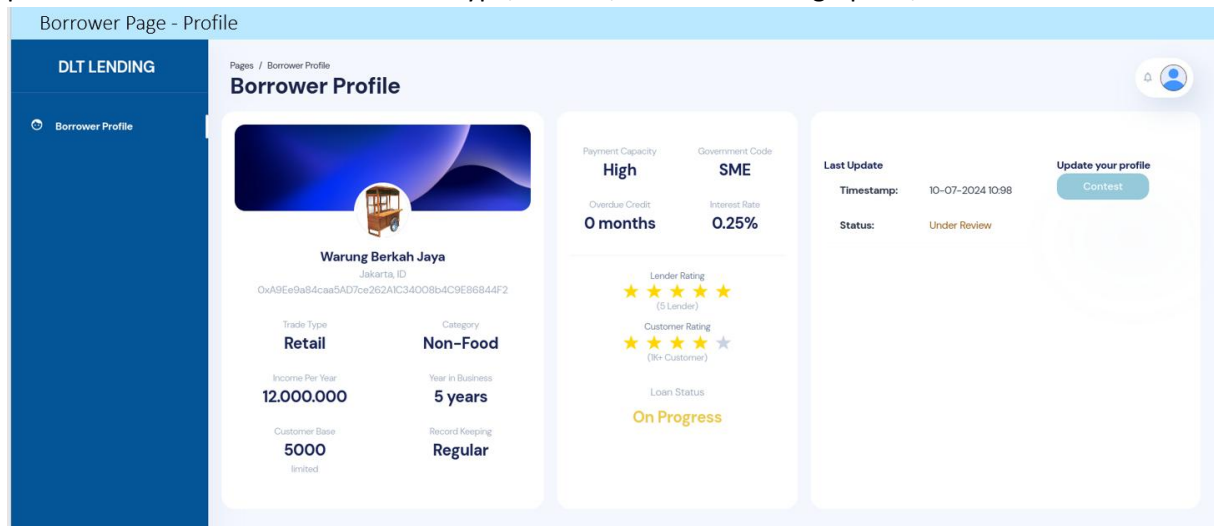 Borrower Page - Profile
DLT LENDING
Borrower Profile
Pages / Borrower Profile
Borrower Profile
Warung Berkah Jaya
Jakarta, ID
0xA9Ee9a84caa5AD7ce262A1C34008b4C9E86844F2
Trade Type
Category
Retail
Non-Food
Income Per Year
Year in Business
12.000.000
5 years
Customer Base
Record Keeping
5000
Regular
limited
Payment Capacity
Government Code
High
SME
Overdue Credit
Interest Rate
0 months
0.25%
Lender Rating
(5 Lender)
Customer Rating
(1K+ Customer)
Loan Status
On Progress
Last Update
Timestamp: 10-07-2024 10:98
Status: Under Review
Update your profile
Contest